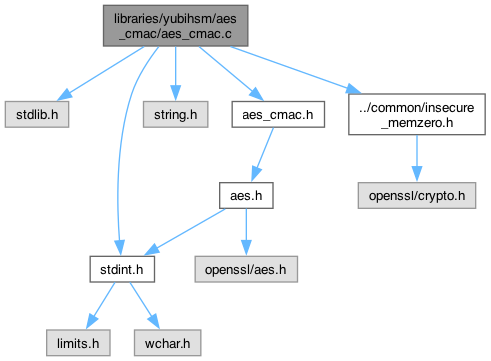 libraries/yubihsm/aes
_cmac/aes_cmac.c
stdlib.h
string.h
aes_cmac.h
../common/insecure
_memzero.h
aes.h
openssl/crypto.h
stdint.h
openssl/aes.h
limits.h
wchar.h